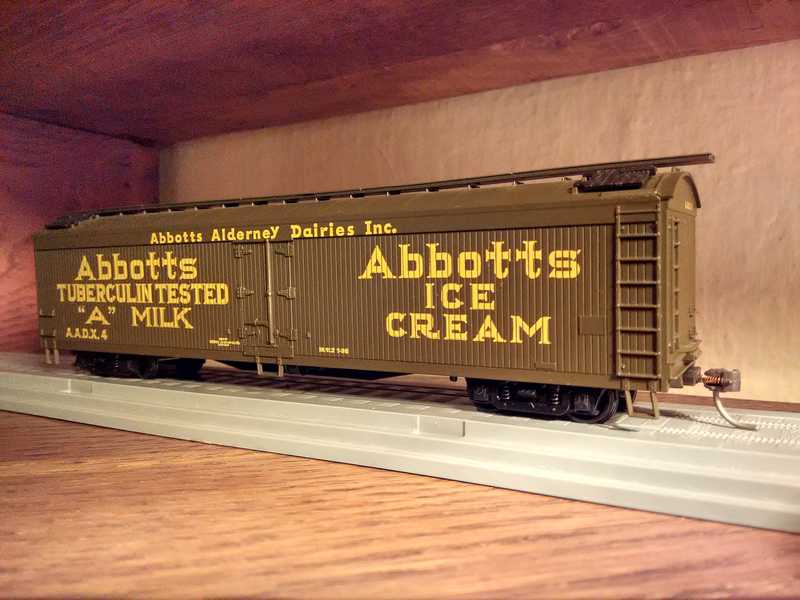 Abbotts Alderney Dairies Inc.
Abbotts
TUBERCULIN TESTED
"A" MILK
A.A.D.X. 4
Abbotts
ICE
CREAM